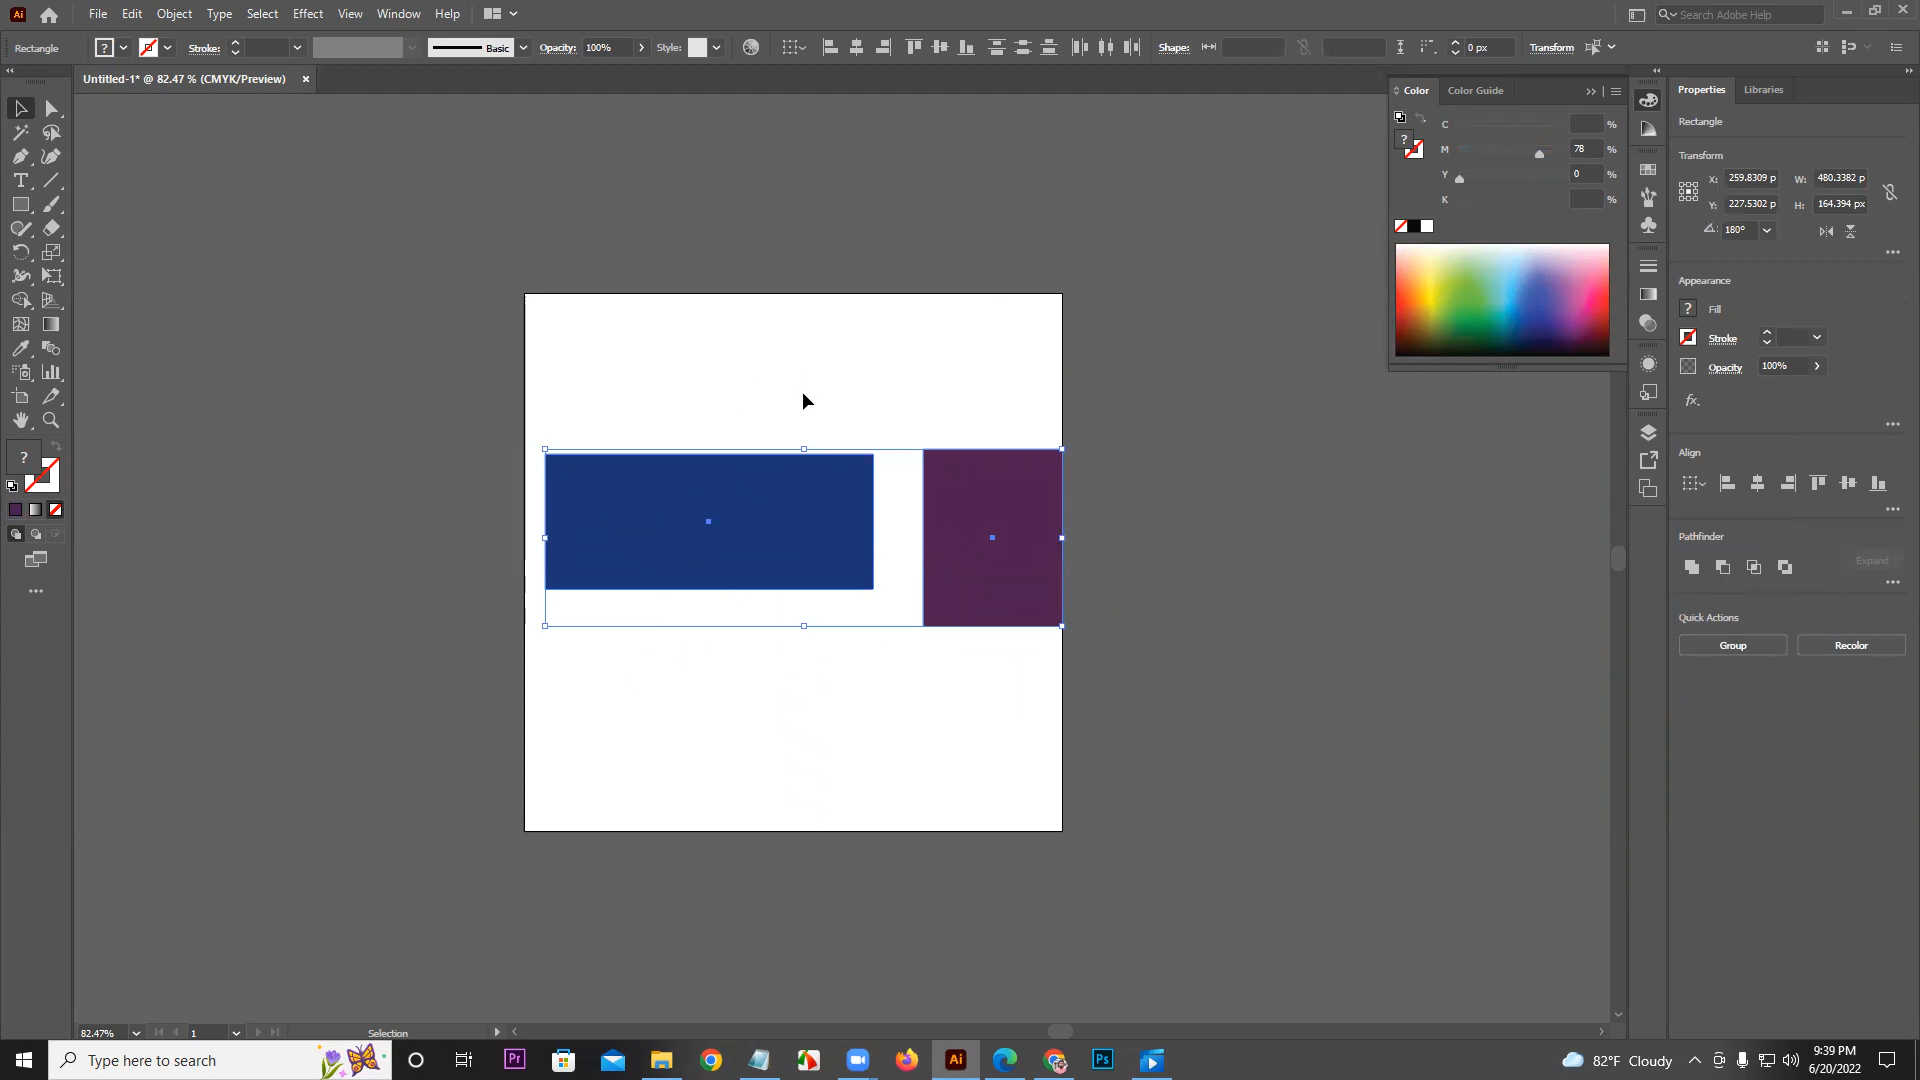 Ai File Edit Object Type Select Effect View Window Help Search Adobe Help
Rectangle ? Stroke: Basic Opacity: 100% Style: Shape: 0 px Transform
Untitled-1* @ 82.47 % (CMYK/Preview) ×
Color Color Guide
C %
M 78 %
Y 0 %
K %
?
Properties Libraries
Rectangle
Transform
X: 259.8309 p W: 480.3382 p
Y: 227.5302 p H: 164.394 px
180°
Appearance
? Fill
Stroke
Opacity 100%
fx.
Align
Pathfinder
Expand
Quick Actions
Group Recolor
T
?
82.47% 1 Selection
Type here to search Pr Ai Ps 82°F Cloudy 9:39 PM
6/20/2022